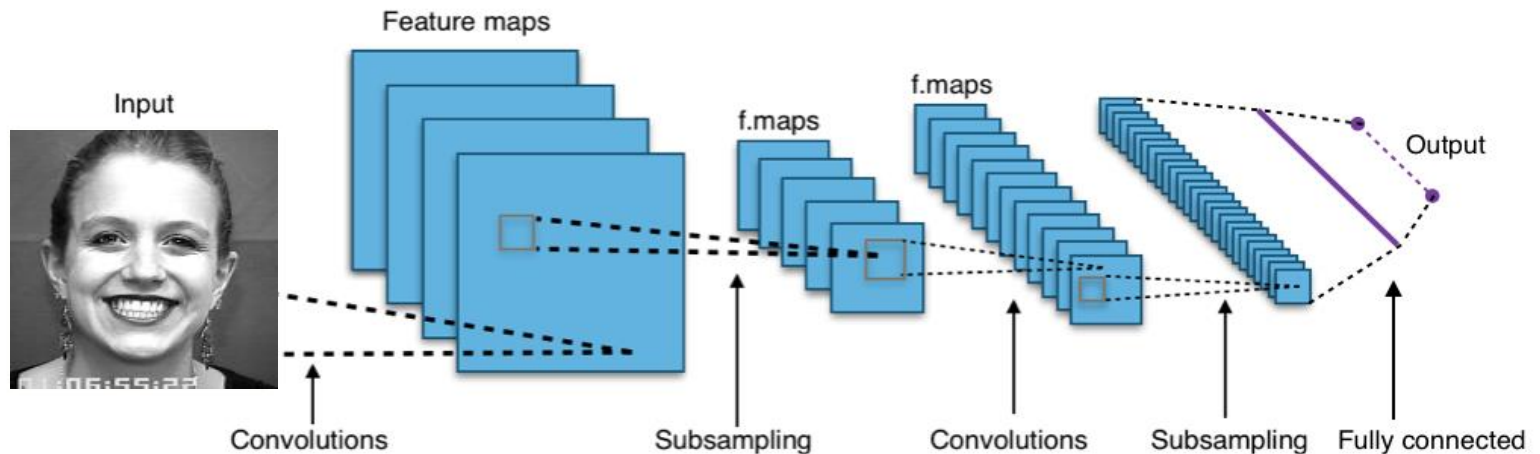 Feature maps
Input
f.maps
f.maps
Output
Convolutions
Subsampling
Convolutions
Subsampling
Fully connected